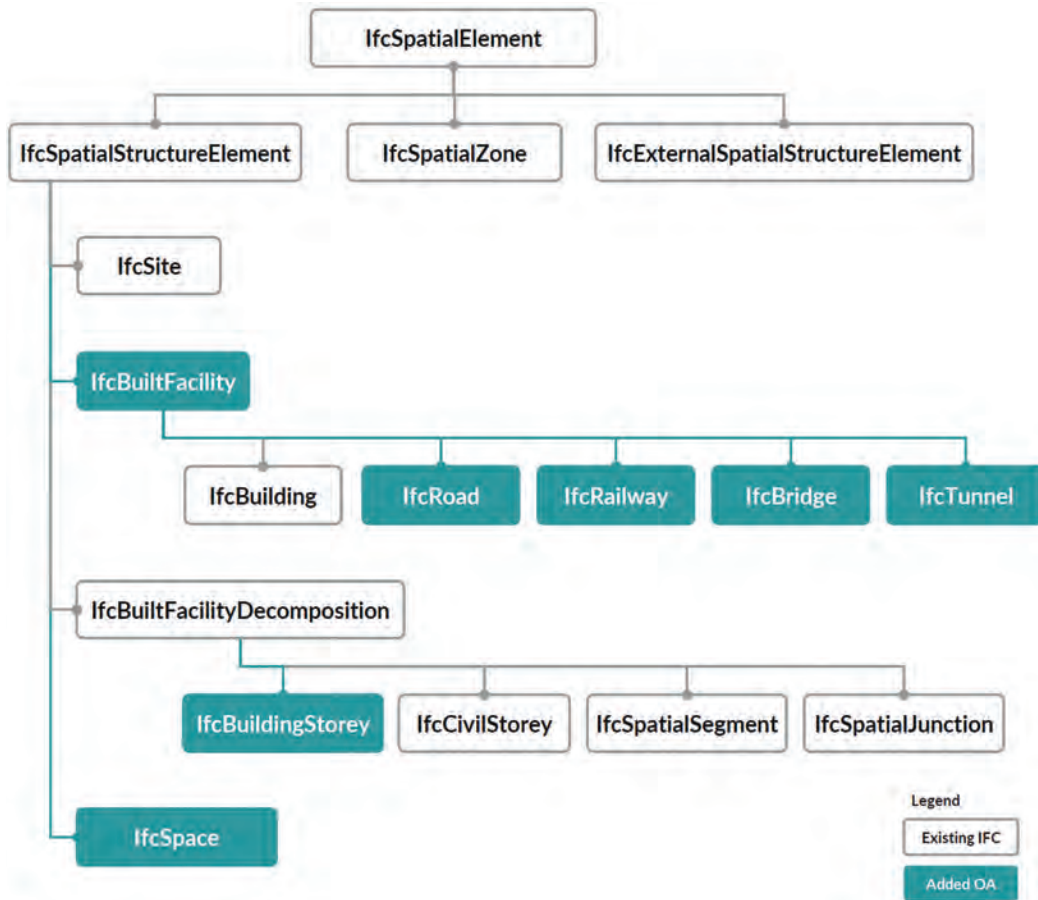 IfcSpatialElement
IfcSpatialStructureElement
IfcSpatialZone
IfcExternalSpatialStructureElement
IfcSite
IfcBuiltFacility
IfcBuilding
IfcRoad
IfcRailway
IfcBridge
IfcTunnel
IfcBuiltFacilityDecomposition
IfcBuildingStorey
IfcCivilStorey
IfcSpatialSegment
IfcSpatialJunction
IfcSpace
Legend
Existing IFC
Added OA